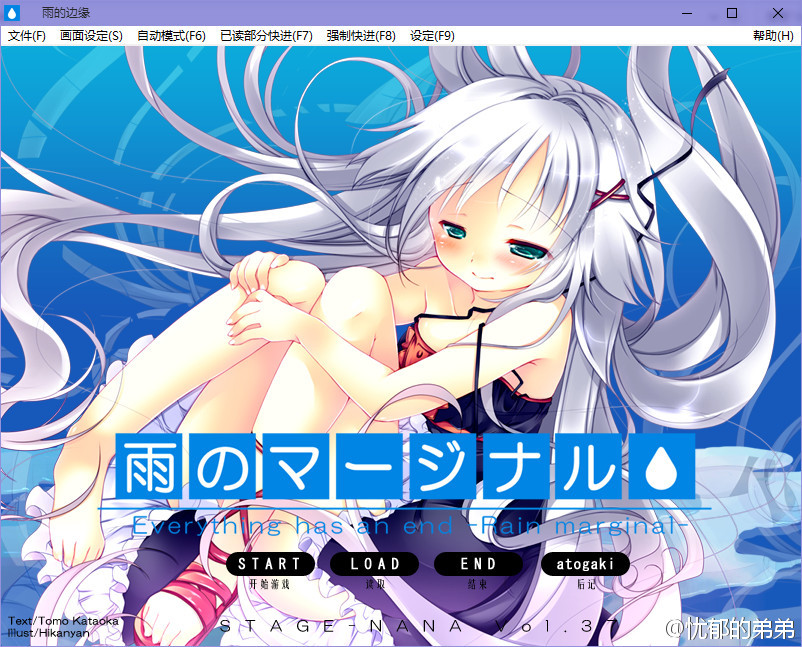 雨的边缘
文件(F) 画面设定(S) 自动模式(F6) 已读部分快进(F7) 强制快进(F8) 设定(F9) 帮助(H)
雨のマージナル
Everything has an end -Rain marginal-
START LOAD END atogaki
开始游戏 读取 结束 后记
Text/Tomo Kataoka
Illust/Hikanyan
STAGE-NANA Vol.37
@忧郁的弟弟